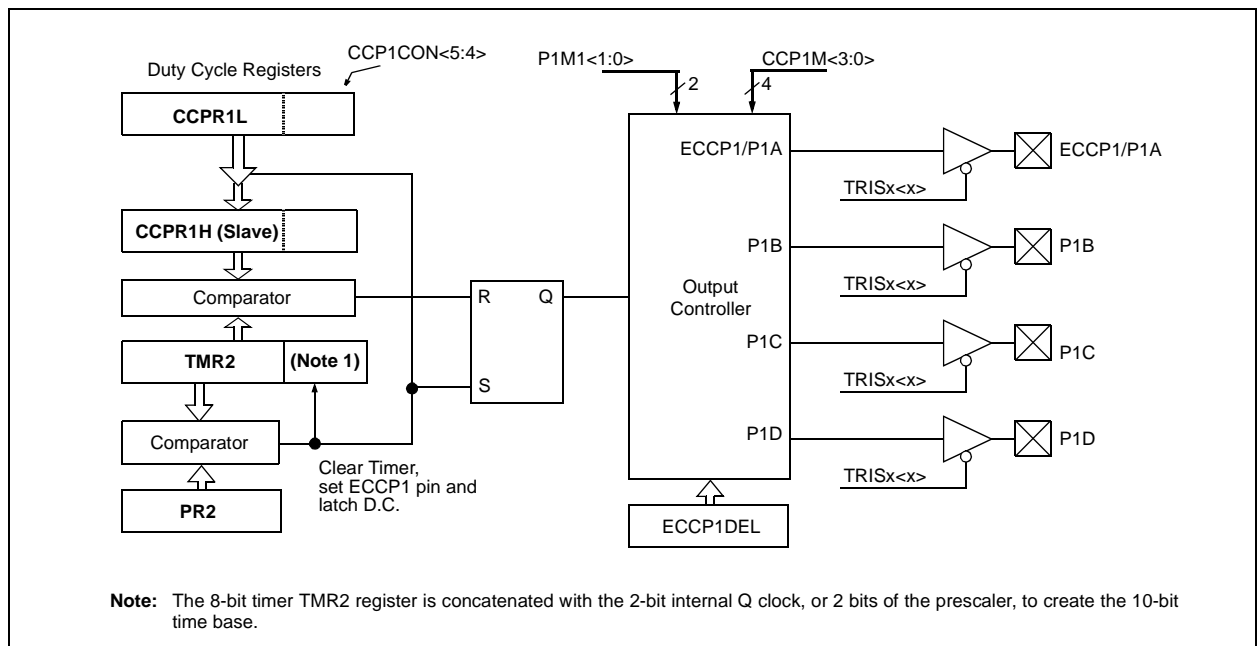 CCP1CON<5:4>
Duty Cycle Registers
CCPR1L
CCPR1H (Slave)
Comparator
TMR2
(Note 1)
Comparator
PR2
Clear Timer,
set ECCP1 pin and
latch D.C.
R
Q
S
P1M1<1:0>
2
CCP1M<3:0>
4
Output
Controller
ECCP1/P1A
P1B
P1C
P1D
ECCP1DEL
TRISx<x>
ECCP1/P1A
TRISx<x>
P1B
TRISx<x>
P1C
TRISx<x>
P1D
Note: The 8-bit timer TMR2 register is concatenated with the 2-bit internal Q clock, or 2 bits of the prescaler, to create the 10-bit
time base.